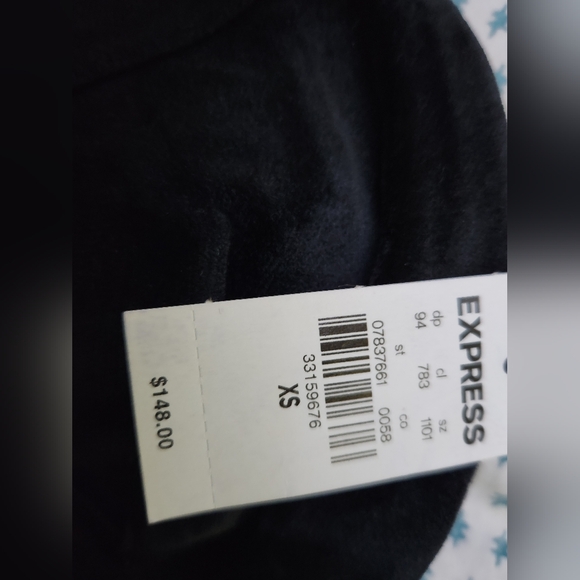 EXPRESS
dp cl sz
94 783 1101
st co
07837661 0058
33159676
XS
$148.00